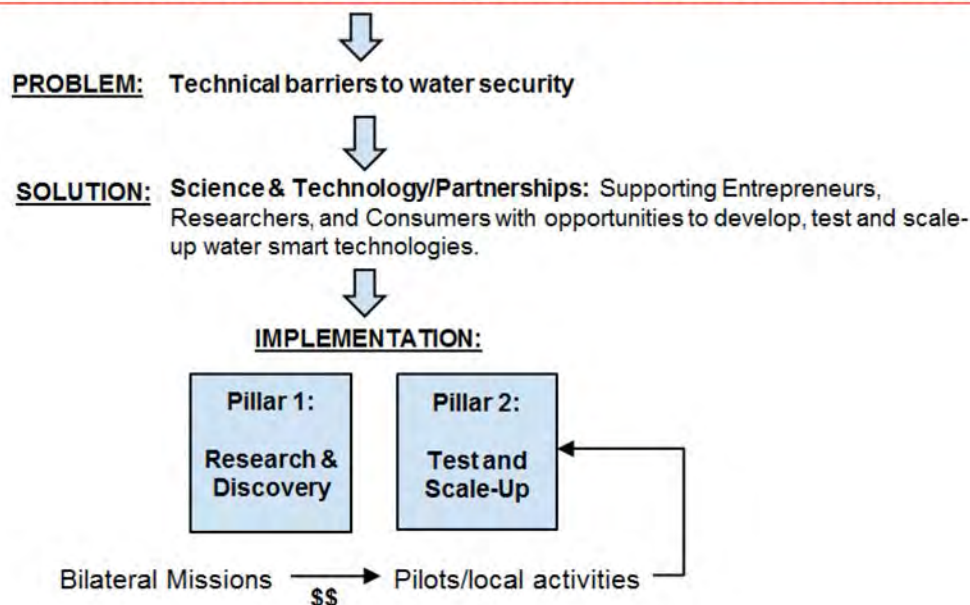 PROBLEM: Technical barriers to water security
SOLUTION: Science & Technology/Partnerships: Supporting Entrepreneurs,
Researchers, and Consumers with opportunities to develop, test and scale-
up water smart technologies.
IMPLEMENTATION:
Pillar 1:
Research &
Discovery
Pillar 2:
Test and
Scale-Up
Bilateral Missions
$$
Pilots/local activities